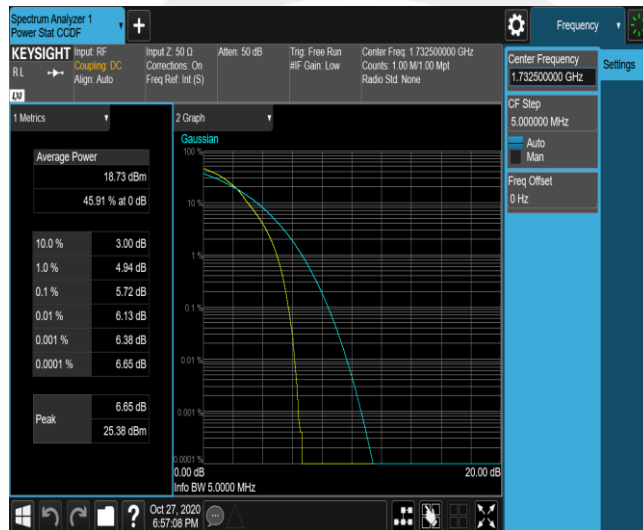 Spectrum Analyzer 1
Power Stat CCDF
+
Frequency
KEYSIGHT
RL
LXI
Input: RF
Coupling: DC
Align: Auto
Input Z: 50 Ω
Corrections: On
Freq Ref: Int (S)
Atten: 50 dB
Trig: Free Run
#IF Gain: Low
Center Freq: 1.732500000 GHz
Counts: 1.00 M/1.00 Mpt
Radio Std: None
Center Frequency
1.732500000 GHz
Settings
CF Step
5.000000 MHz
Auto
Man
Freq Offset
0 Hz
1 Metrics
Average Power
18.73 dBm
45.91 % at 0 dB
10.0 % 3.00 dB
1.0 % 4.94 dB
0.1 % 5.72 dB
0.01 % 6.13 dB
0.001 % 6.38 dB
0.0001 % 6.65 dB
Peak
6.65 dB
25.38 dBm
2 Graph
Gaussian
100 %
10 %
1 %
0.1 %
0.01 %
0.001 %
0.0001 %
0.00 dB 20.00 dB
Info BW 5.0000 MHz
?
Oct 27, 2020
6:57:08 PM